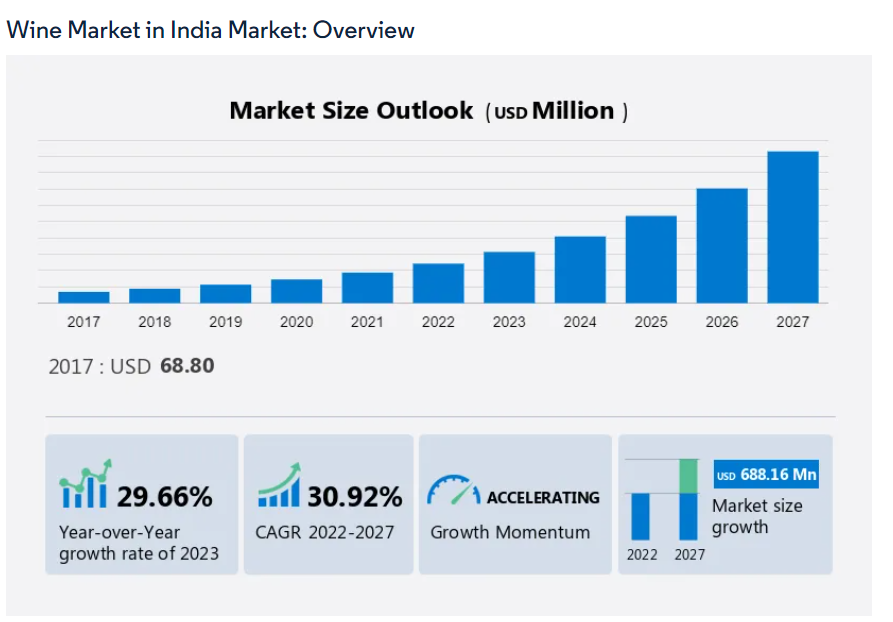 Wine Market in India Market: Overview
Market Size Outlook ( USD Million )
2017 2018 2019 2020 2021 2022 2023 2024 2025 2026 2027
2017 : USD 68.80
29.66%
Year-over-Year
growth rate of 2023
30.92%
CAGR 2022-2027
ACCELERATING
Growth Momentum
2022 2027
USD 688.16 Mn
Market size
growth